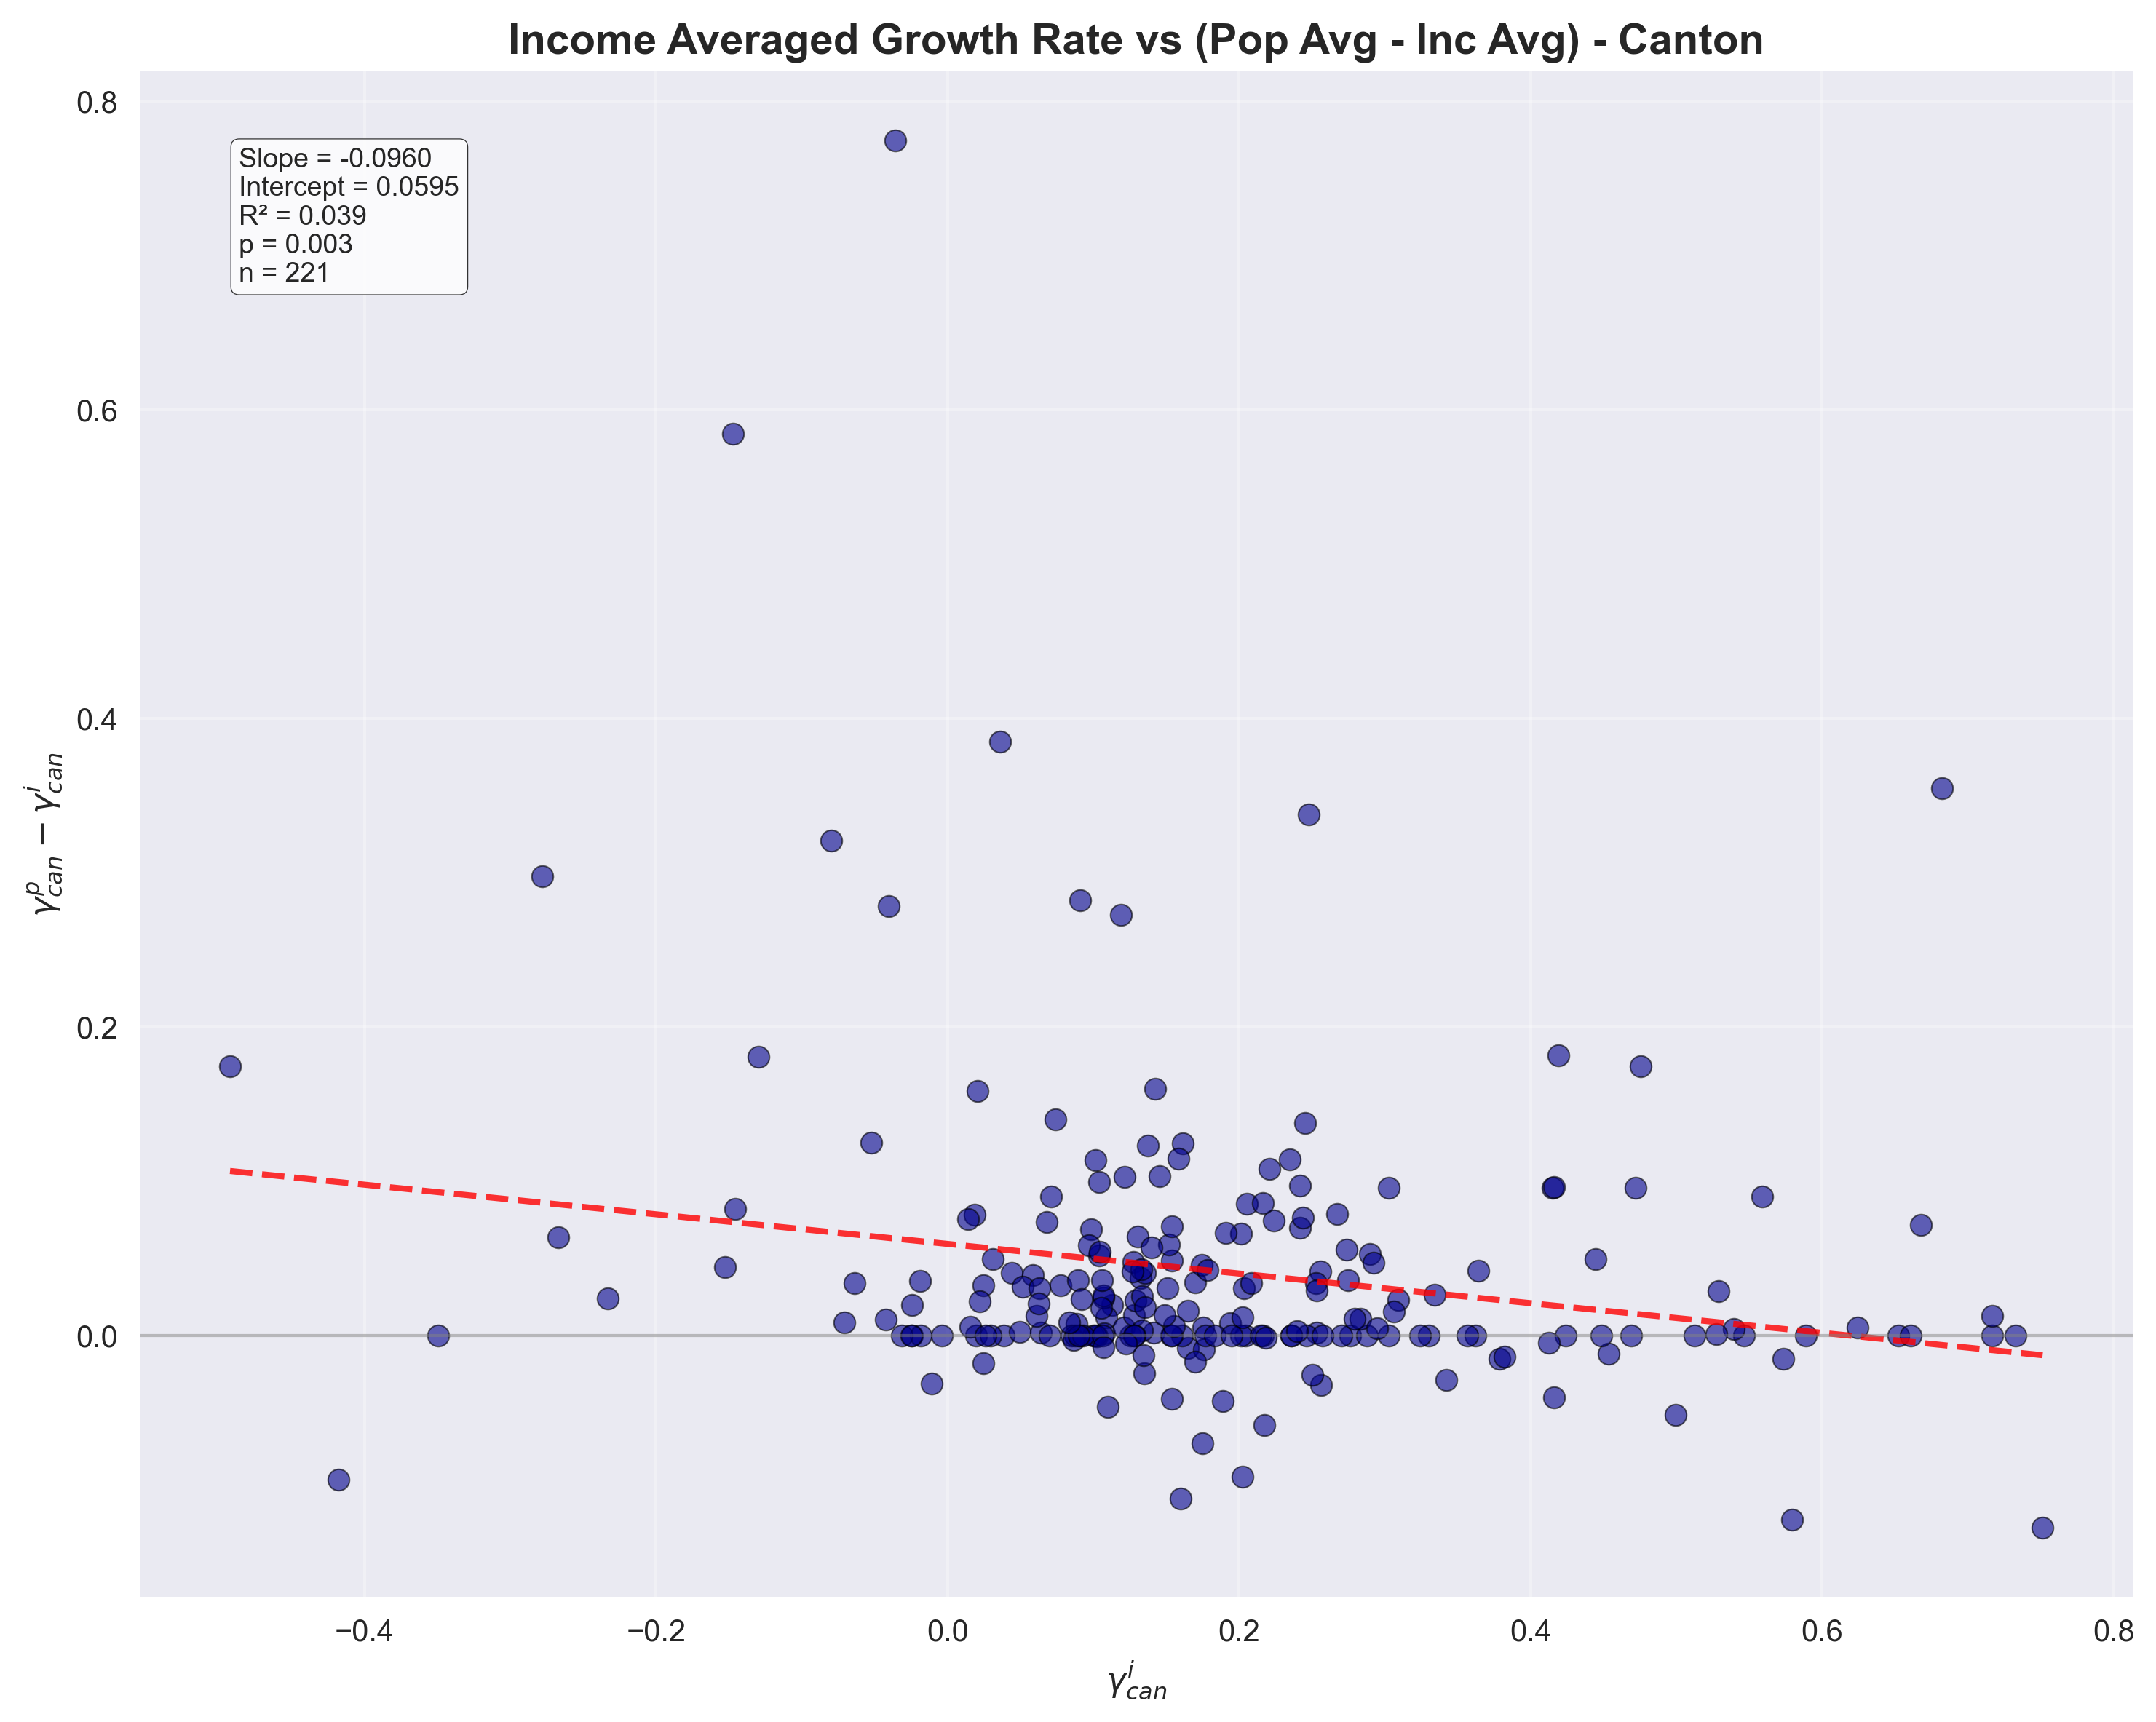 Income Averaged Growth Rate vs (Pop Avg - Inc Avg) - Canton
0.8
0.6
0.4
0.2
0.0
Slope = -0.0960
Intercept = 0.0595
R² = 0.039
p = 0.003
n = 221
γ^p_can − γ^i_can
−0.4 −0.2 0.0 0.2 0.4 0.6 0.8
γ^i_can